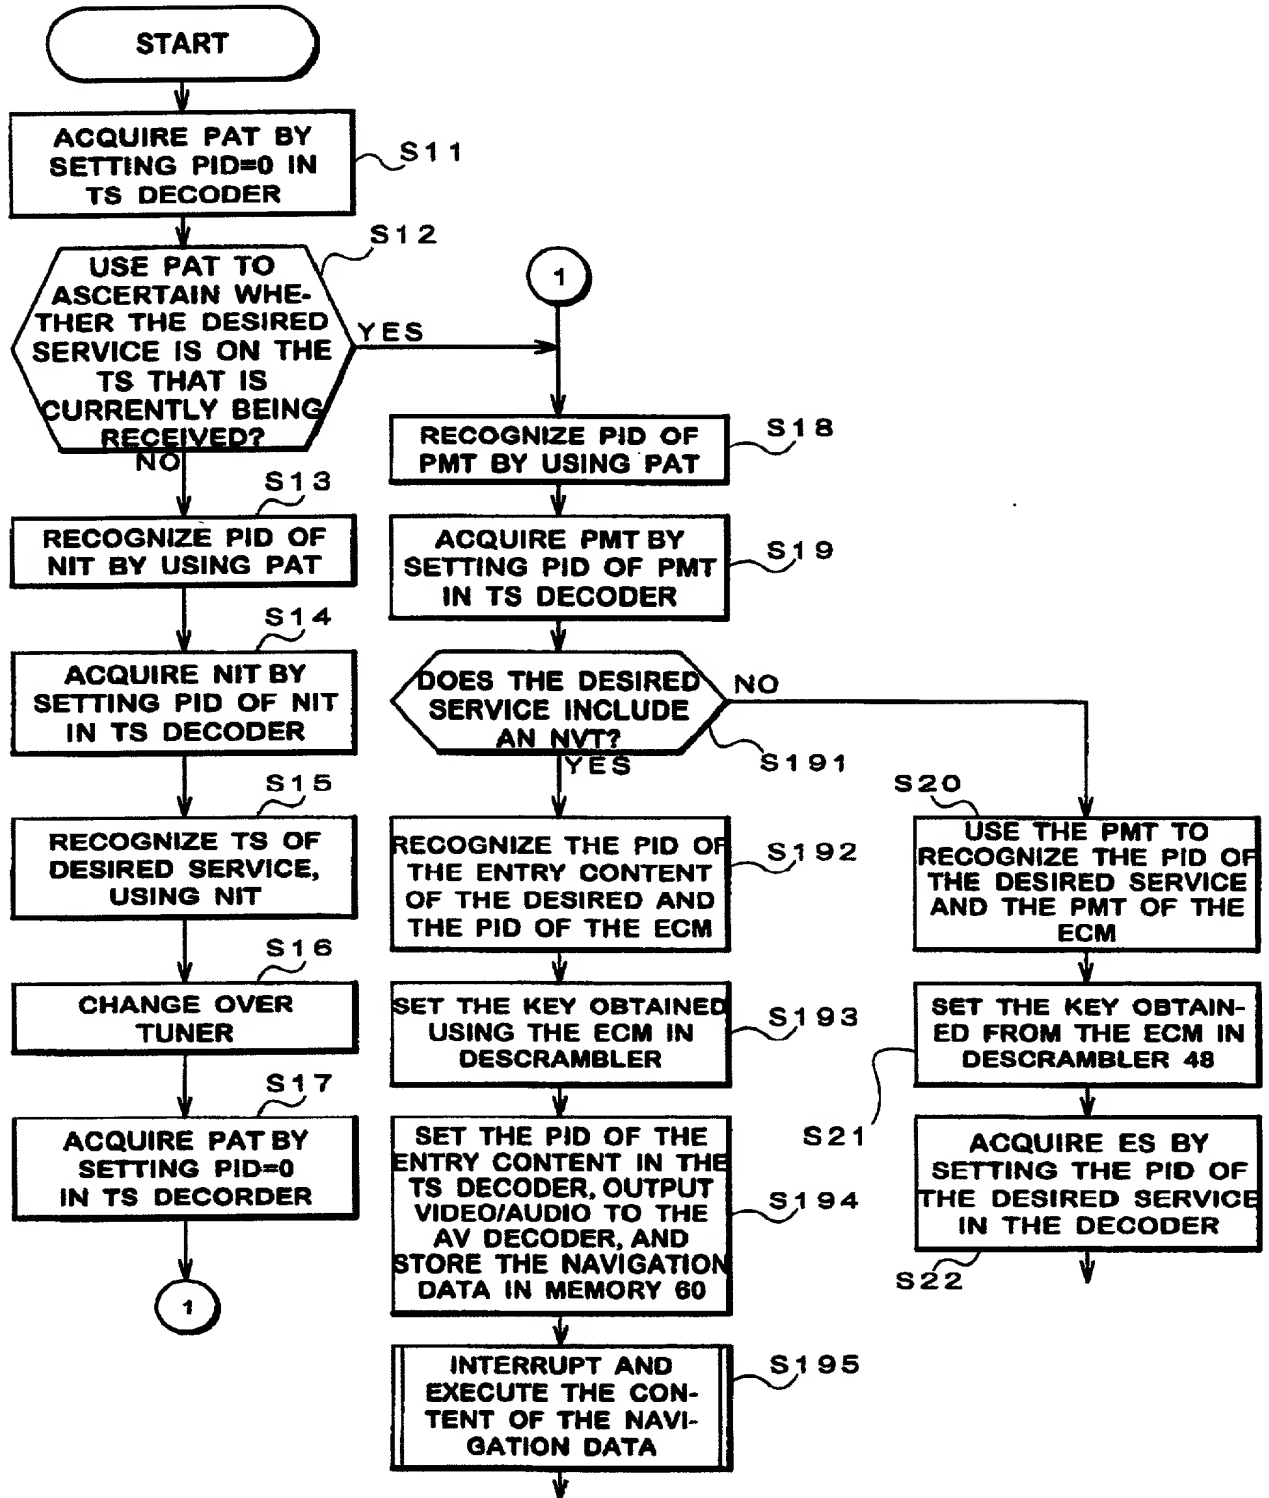 START
ACQUIRE PAT BY
SETTING PID=0 IN
TS DECODER
S11
S12
USE PAT TO
ASCERTAIN WHE-
THER THE DESIRED
SERVICE IS ON THE
TS THAT IS
CURRENTLY BEING
RECEIVED?
YES
NO
S13
RECOGNIZE PID OF
NIT BY USING PAT
S14
ACQUIRE NIT BY
SETTING PID OF NIT
IN TS DECODER
S15
RECOGNIZE TS OF
DESIRED SERVICE,
USING NIT
S16
CHANGE OVER
TUNER
S17
ACQUIRE PAT BY
SETTING PID=0
IN TS DECORDER
1
1
RECOGNIZE PID OF
PMT BY USING PAT
S18
ACQUIRE PMT BY
SETTING PID OF PMT
IN TS DECODER
S19
DOES THE DESIRED
SERVICE INCLUDE
AN NVT?
NO
S191
YES
RECOGNIZE THE PID OF
THE ENTRY CONTENT
OF THE DESIRED AND
THE PID OF THE ECM
S192
SET THE KEY OBTAINED
USING THE ECM IN
DESCRAMBLER
S193
SET THE PID OF THE
ENTRY CONTENT IN THE
TS DECODER, OUTPUT
VIDEO/AUDIO TO THE
AV DECODER, AND
STORE THE NAVIGATION
DATA IN MEMORY 60
S194
INTERRUPT AND
EXECUTE THE CON-
TENT OF THE NAVI-
GATION DATA
S195
S20
USE THE PMT TO
RECOGNIZE THE PID OF
THE DESIRED SERVICE
AND THE PMT OF THE
ECM
SET THE KEY OBTAIN-
ED FROM THE ECM IN
DESCRAMBLER 48
S21
ACQUIRE ES BY
SETTING THE PID OF
THE DESIRED SERVICE
IN THE DECODER
S22